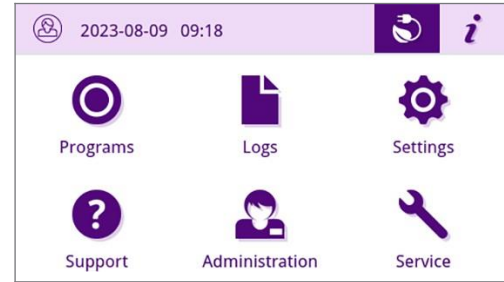 2023-08-09 09:18 i
Programs Logs Settings
?
Support Administration Service